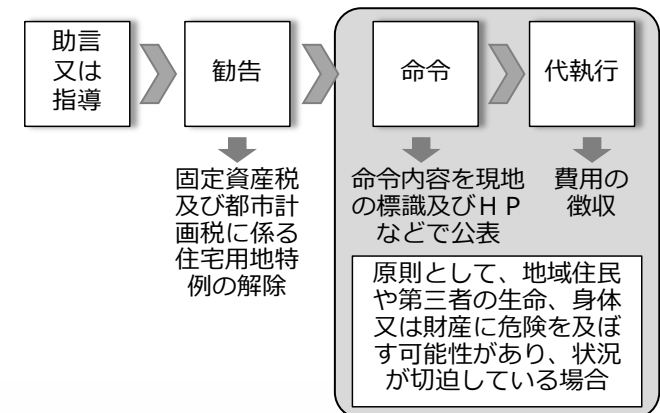 助言
又は
指導
勧告
命令
代執行
固定資産税
及び都市計
画税に係る
住宅用地特
例の解除
命令内容を現地
の標識及びＨＰ
などで公表
費用の
徴収
原則として、地域住民
や第三者の生命、身体
又は財産に危険を及ぼ
す可能性があり、状況
が切迫している場合